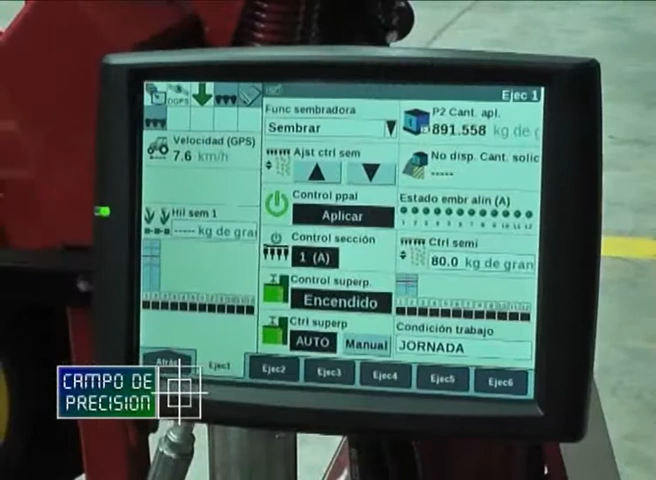 DGPS
Ejec 1
Func sembradora
Sembrar
P2 Cant. apl.
891.558 kg de
Velocidad (GPS)
7.6 km/h
Ajst ctrl sem
No disp. Cant. solic
----
Control ppal
Aplicar
Estado embr alin (A)
Hil sem 1
---- kg de gran
Control sección
1 (A)
Ctrl semi
80.0 kg de gran
Control superp.
Encendido
Ctrl superp
AUTO Manual
Condición trabajo
JORNADA
Atrás
Ejec1
Ejec2
Ejec3
Ejec4
Ejec5
Ejec6
CAMPO DE
PRECISION